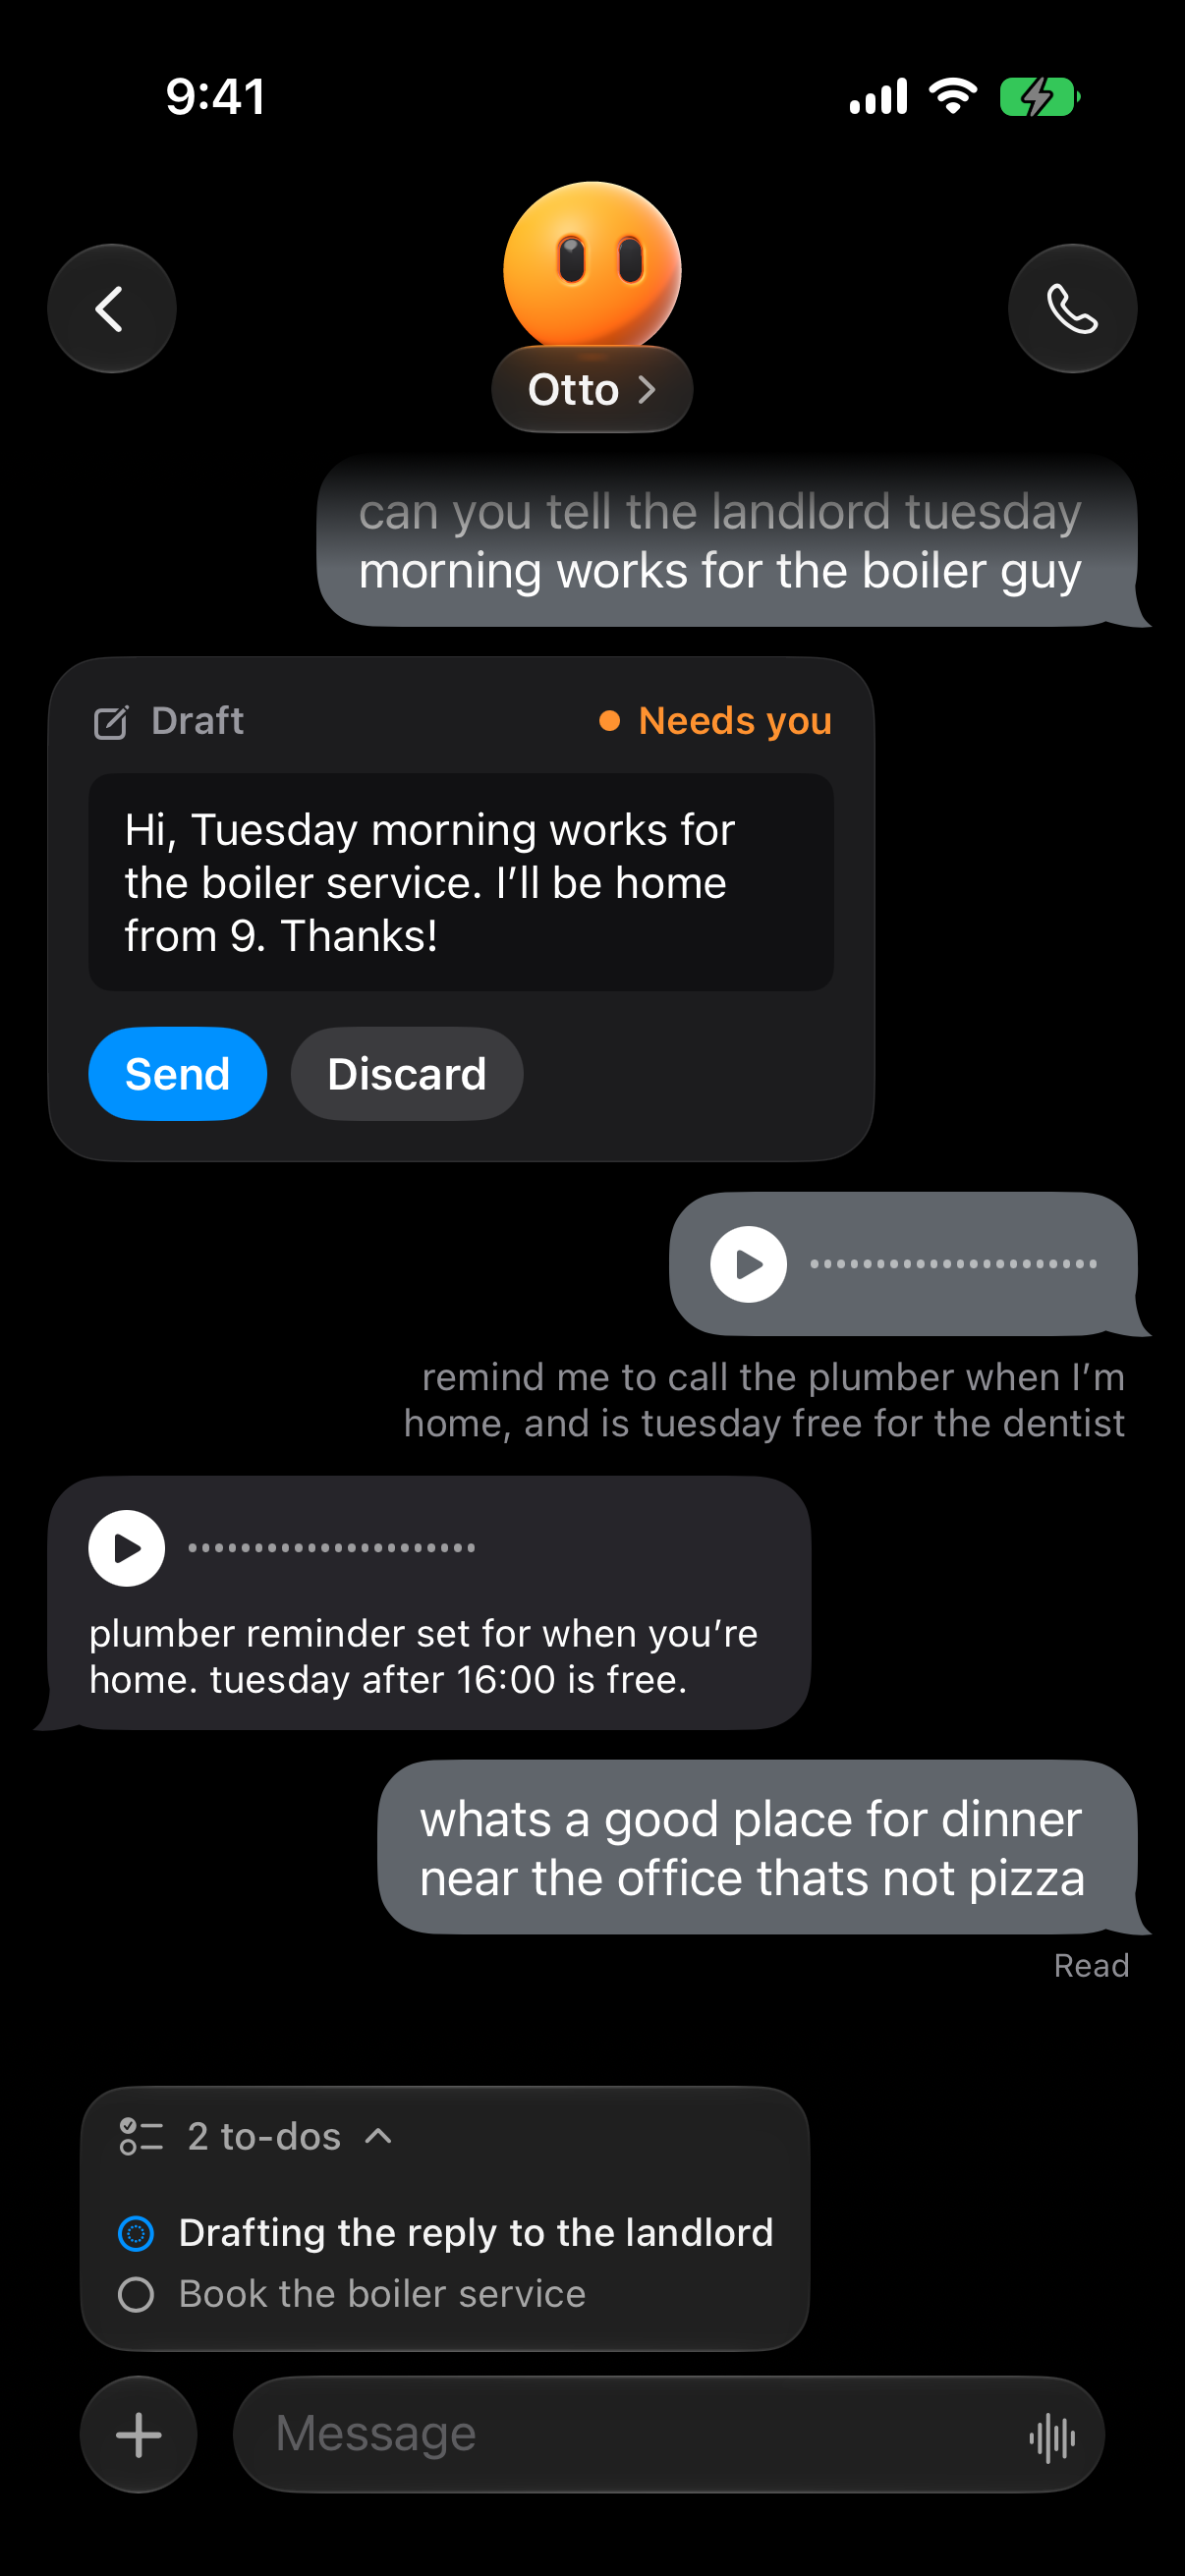 9:41
Otto
can you tell the landlord tuesday
morning works for the boiler guy
Draft
Needs you
Hi, Tuesday morning works for
the boiler service. I’ll be home
from 9. Thanks!
Send
Discard
remind me to call the plumber when I’m
home, and is tuesday free for the dentist
plumber reminder set for when you’re
home. tuesday after 16:00 is free.
whats a good place for dinner
near the office thats not pizza
Read
2 to-dos
Drafting the reply to the landlord
Book the boiler service
Message